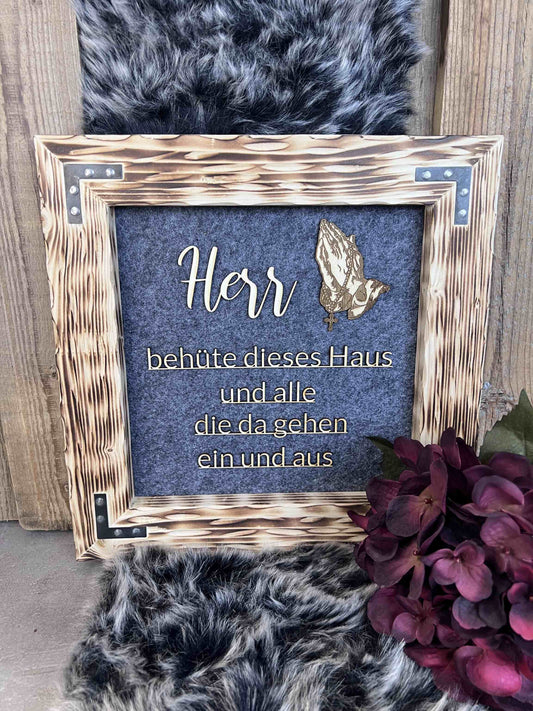 Herr
behüte dieses Haus
und alle
die da gehen
ein und aus